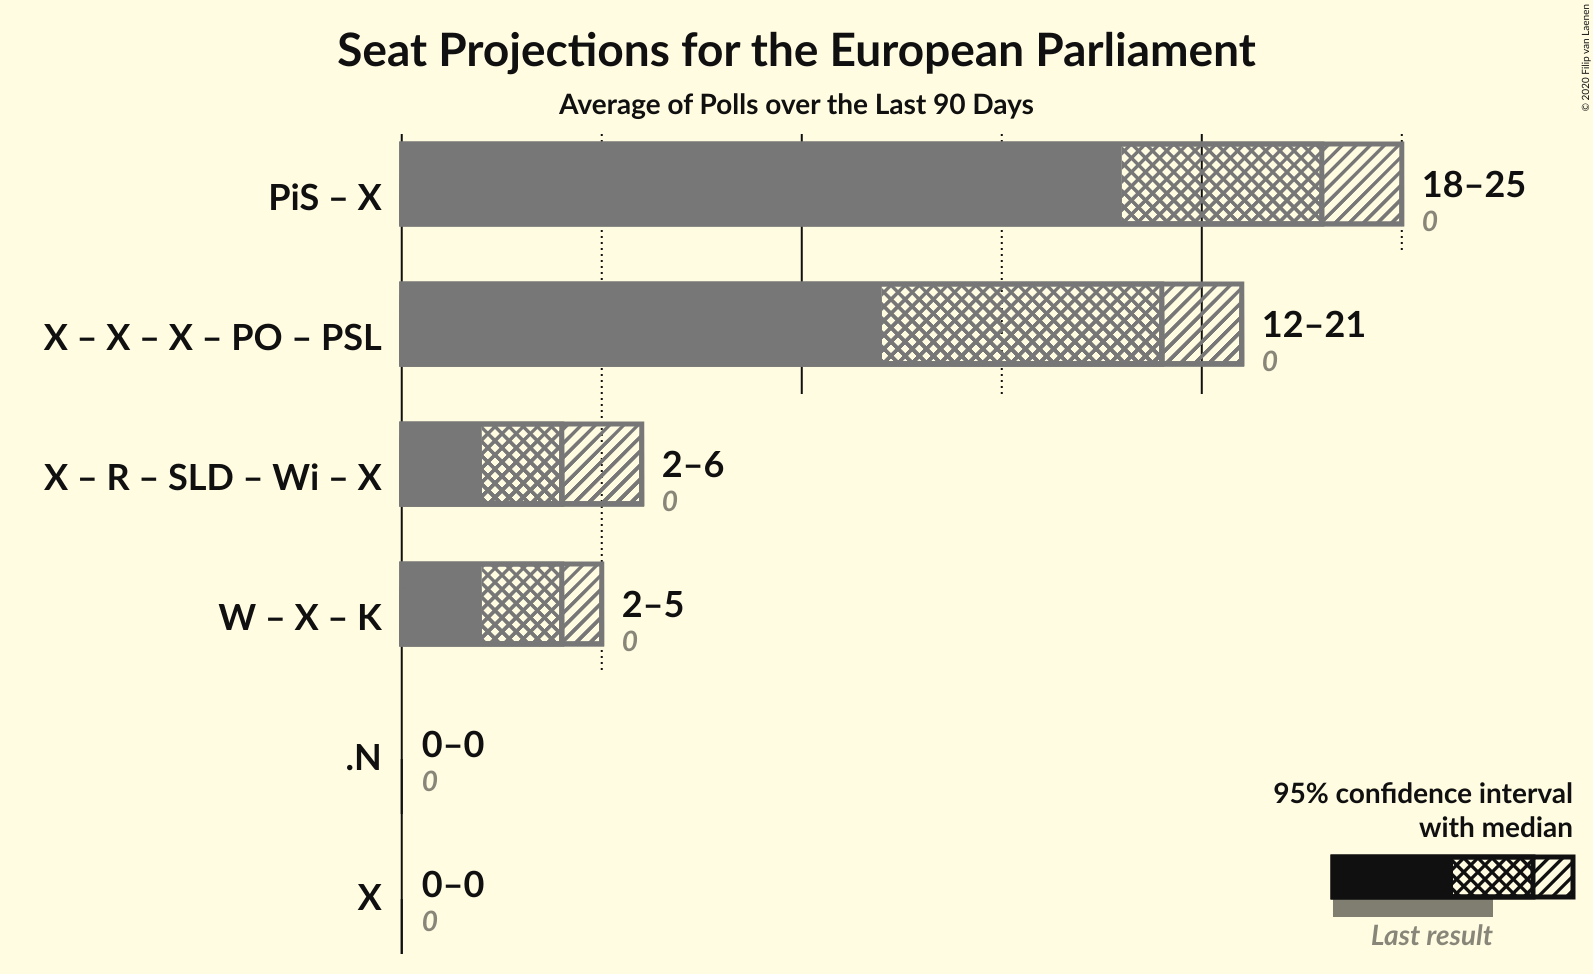 Seat Projections for the European Parliament
Average of Polls over the Last 90 Days
© 2020 Filip van Laenen
PiS – X
18–25
0
X – X – X – PO – PSL
12–21
0
X – R – SLD – Wi – X
2–6
0
W – X – K
2–5
0
.N
0–0
0
X
0–0
0
95% confidence interval
with median
Last result